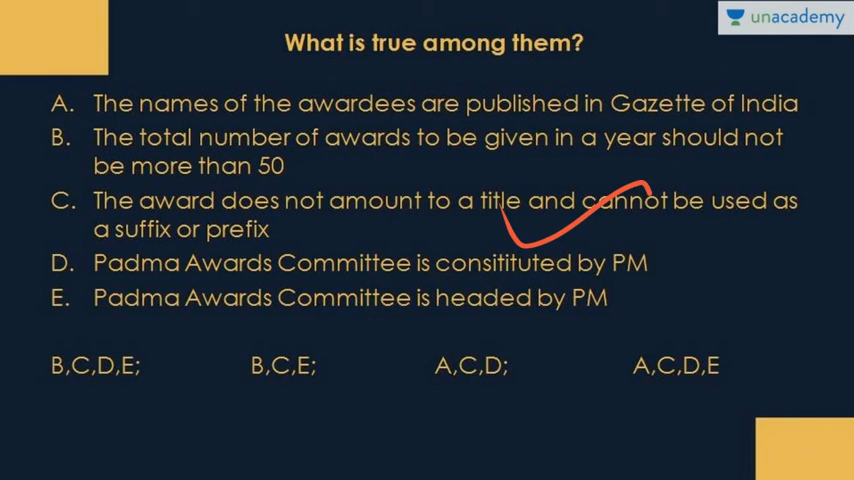 unacademy
What is true among them?
A. The names of the awardees are published in Gazette of India
B. The total number of awards to be given in a year should not
be more than 50
C. The award does not amount to a title and cannot be used as
a suffix or prefix
D. Padma Awards Committee is consitituted by PM
E. Padma Awards Committee is headed by PM
B,C,D,E; B,C,E; A,C,D; A,C,D,E